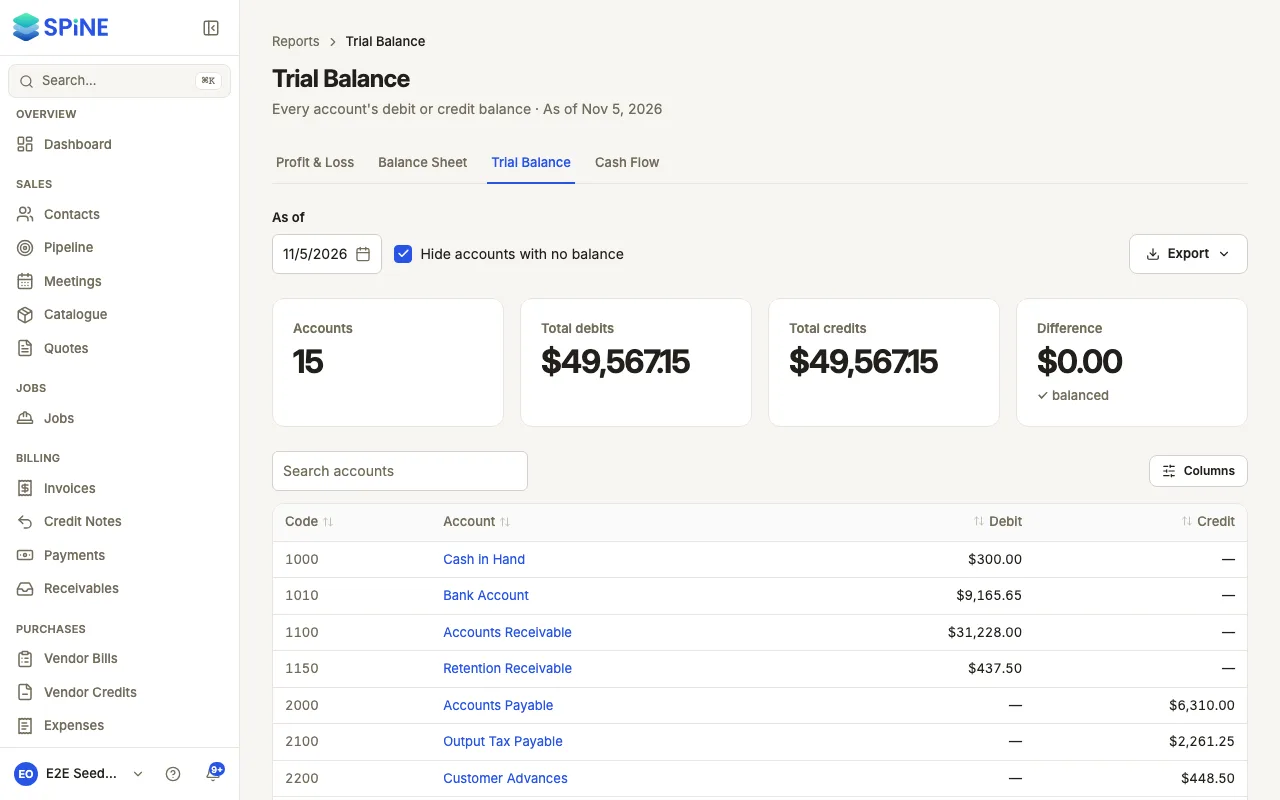 SPiNE
Search... ⌘K
OVERVIEW
Dashboard
SALES
Contacts
Pipeline
Meetings
Catalogue
Quotes
JOBS
Jobs
BILLING
Invoices
Credit Notes
Payments
Receivables
PURCHASES
Vendor Bills
Vendor Credits
Expenses
EO E2E Seed... 9+
Reports > Trial Balance
Trial Balance
Every account's debit or credit balance · As of Nov 5, 2026
Profit & Loss Balance Sheet Trial Balance Cash Flow
As of
11/5/2026 Hide accounts with no balance Export
Accounts Total debits Total credits Difference
15 $49,567.15 $49,567.15 $0.00
✓ balanced
Search accounts Columns
Code Account Debit Credit
1000 Cash in Hand $300.00 —
1010 Bank Account $9,165.65 —
1100 Accounts Receivable $31,228.00 —
1150 Retention Receivable $437.50 —
2000 Accounts Payable — $6,310.00
2100 Output Tax Payable — $2,261.25
2200 Customer Advances — $448.50